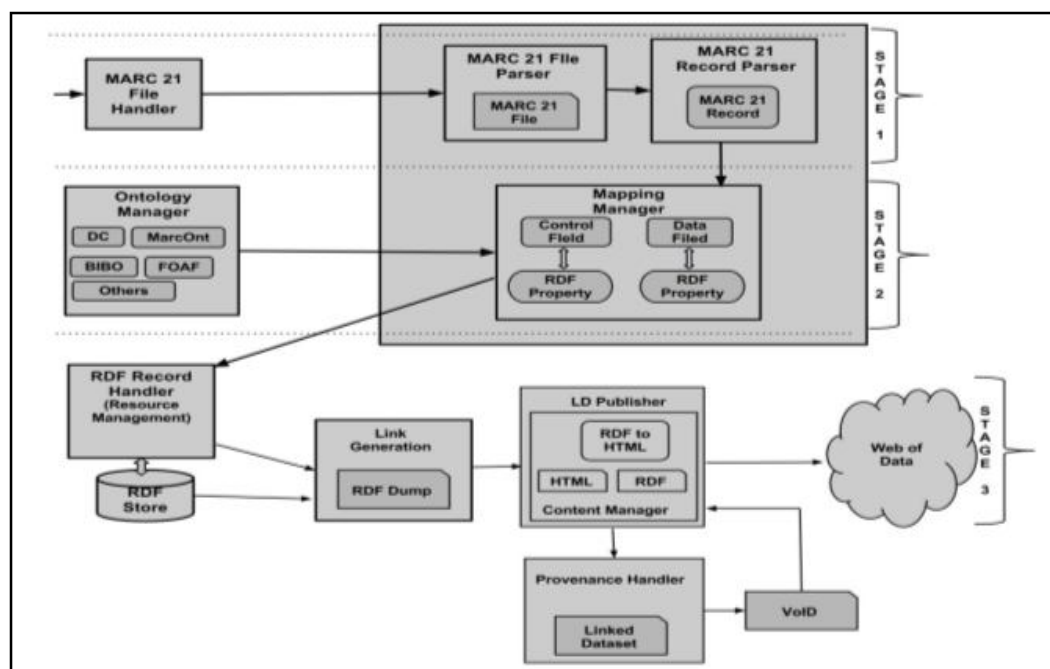 MARC 21
File
Handler
MARC 21 FIle
Parser
MARC 21
File
MARC 21
Record Parser
MARC 21
Record
STAGE 1
Ontology
Manager
DC
MarcOnt
BIBO
FOAF
Others
Mapping
Manager
Control
FIeld
Data
Filed
RDF
Property
RDF
Property
STAGE 2
RDF Record
Handler
(Resource
Management)
RDF
Store
Link
Generation
RDF Dump
LD Publisher
RDF to
HTML
HTML
RDF
Content Manager
Web of
Data
STAGE 3
Provenance Handler
Linked
Dataset
VoID